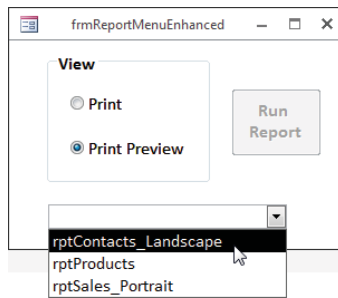 frmReportMenuEnhanced
View
Print
Print Preview
Run
Report
rptContacts_Landscape
rptProducts
rptSales_Portrait